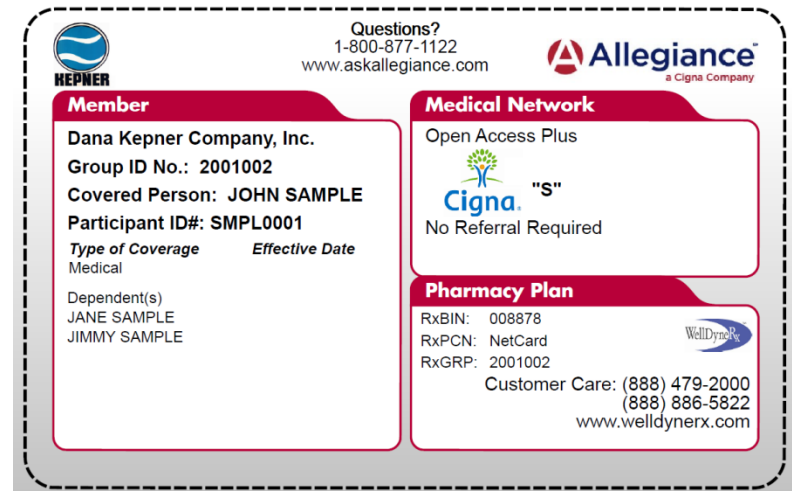 KEPNER
Questions?
1-800-877-1122
www.askallegiance.com
Allegiance
a Cigna Company
Member
Dana Kepner Company, Inc.
Group ID No.: 2001002
Covered Person: JOHN SAMPLE
Participant ID#: SMPL0001
Type of Coverage Effective Date
Medical
Dependent(s)
JANE SAMPLE
JIMMY SAMPLE
Medical Network
Open Access Plus
Cigna. "S"
No Referral Required
Pharmacy Plan
RxBIN: 008878
RxPCN: NetCard
RxGRP: 2001002
WellDyneRx
Customer Care: (888) 479-2000
(888) 886-5822
www.welldynerx.com